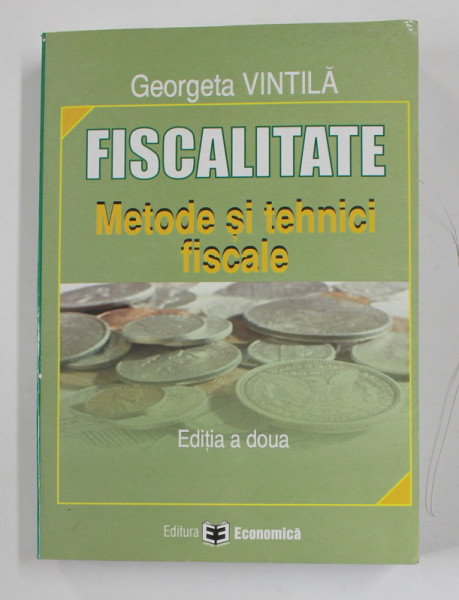 Georgeta VINTILĂ
FISCALITATE
Metode și tehnici
fiscale
Ediția a doua
Editura Economică